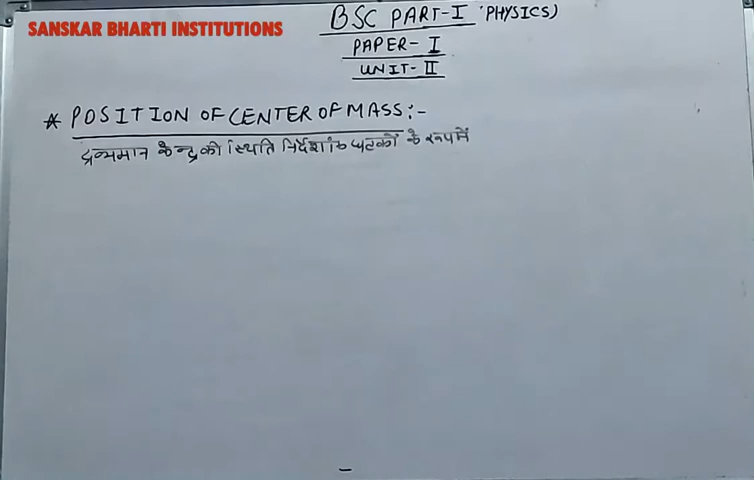 SANSKAR BHARTI INSTITUTIONS
BSC PART-I (PHYSICS)
PAPER-I
UNIT-II
* POSITION OF CENTER OF MASS:-
द्रव्यमान केन्द्र की स्थिति निर्देशांक घटकों के रूप में